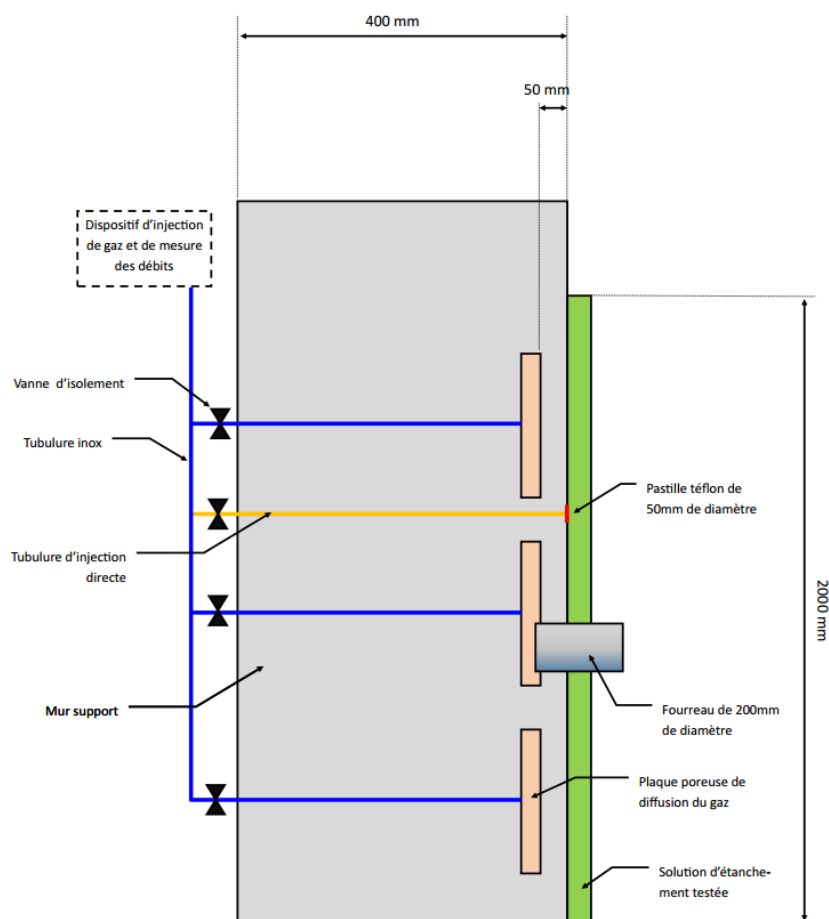 400 mm
50 mm
Dispositif d'injection
de gaz et de mesure
des débits
Vanne d'isolement
Tubulure inox
Pastille téflon de
50mm de diamètre
Tubulure d'injection
directe
2000 mm
Mur support
Fourreau de 200mm
de diamètre
Plaque poreuse de
diffusion du gaz
Solution d'étanche-
ment testée